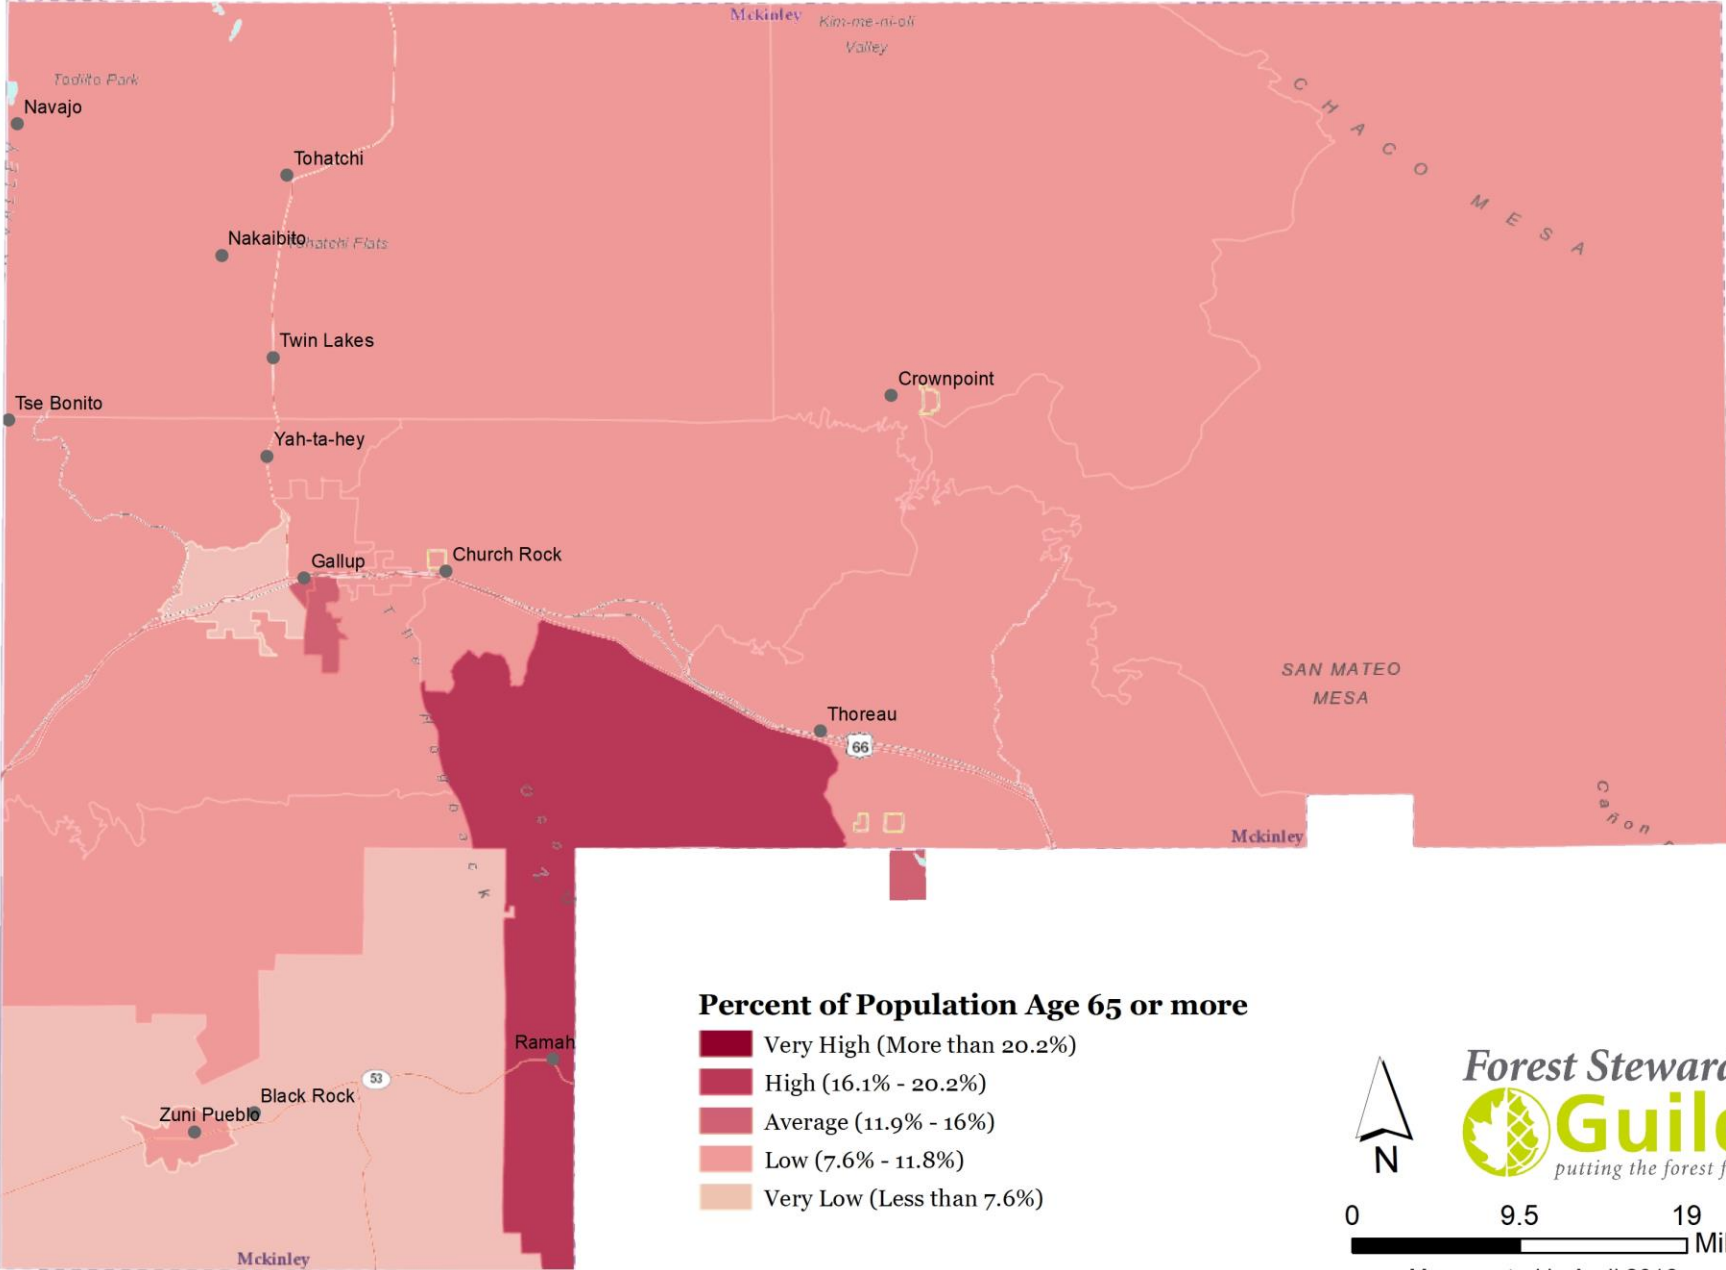 Mckinley
Kim-me-ni-oli
Valley
Todilto Park
Navajo
CHACO MESA
Tohatchi
Nakaibito
Tohatchi Flats
Twin Lakes
Crownpoint
Tse Bonito
Yah-ta-hey
Gallup
Church Rock
The Hogback
SAN MATEO
MESA
Thoreau
66
Cañon
Mckinley
Percent of Population Age 65 or more
Very High (More than 20.2%)
High (16.1% - 20.2%)
Average (11.9% - 16%)
Low (7.6% - 11.8%)
Very Low (Less than 7.6%)
Ramah
53
Black Rock
Zuni Pueblo
Mckinley
N
Forest Steward
Guild
putting the forest f
0 9.5 19
Mil